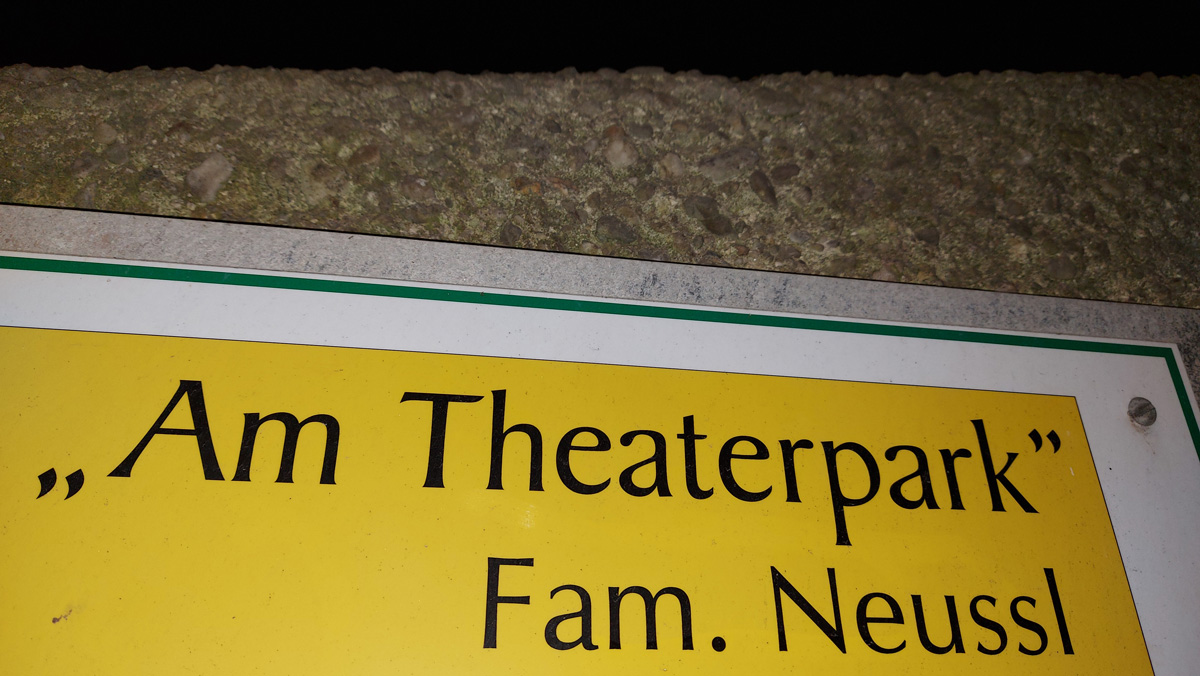 „Am Theaterpark”
Fam. Neussl